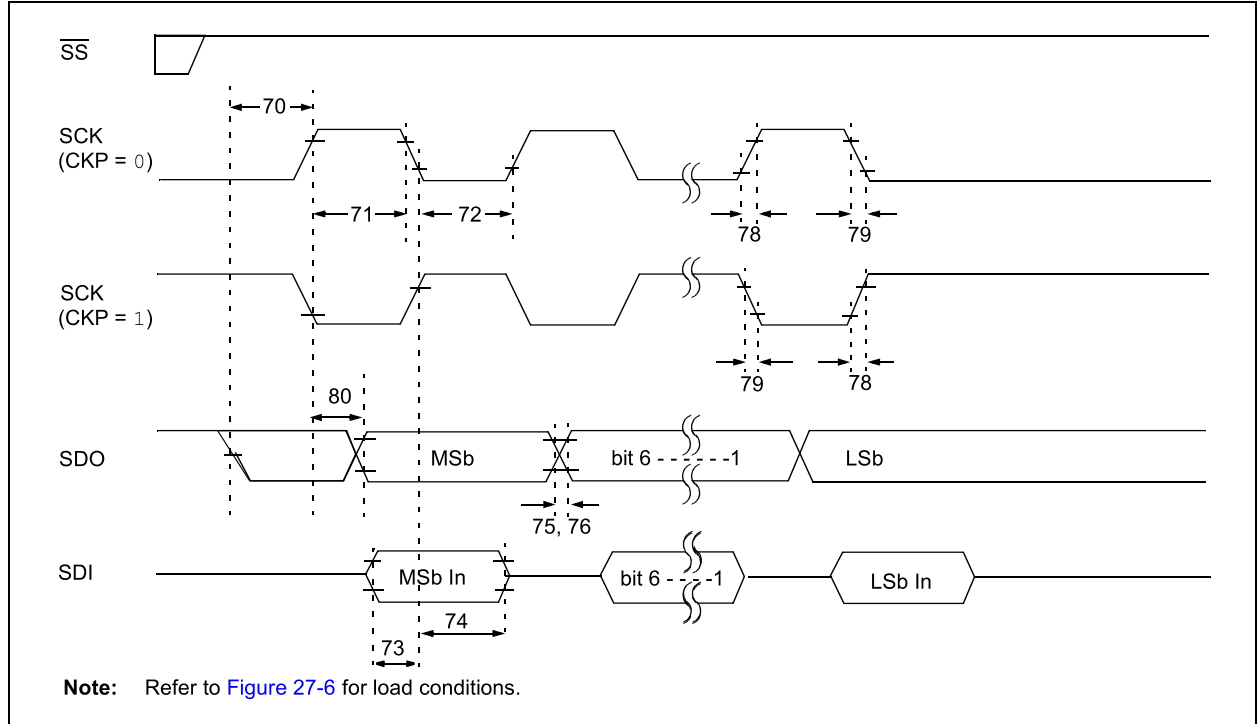 SS
70
SCK
(CKP = 0)
71
72
78
79
SCK
(CKP = 1)
79
78
80
SDO
MSb
bit 6 - - - - - - -1
LSb
75, 76
SDI
MSb In
bit 6 - - - - -1
LSb In
74
73
Note: Refer to Figure 27-6 for load conditions.